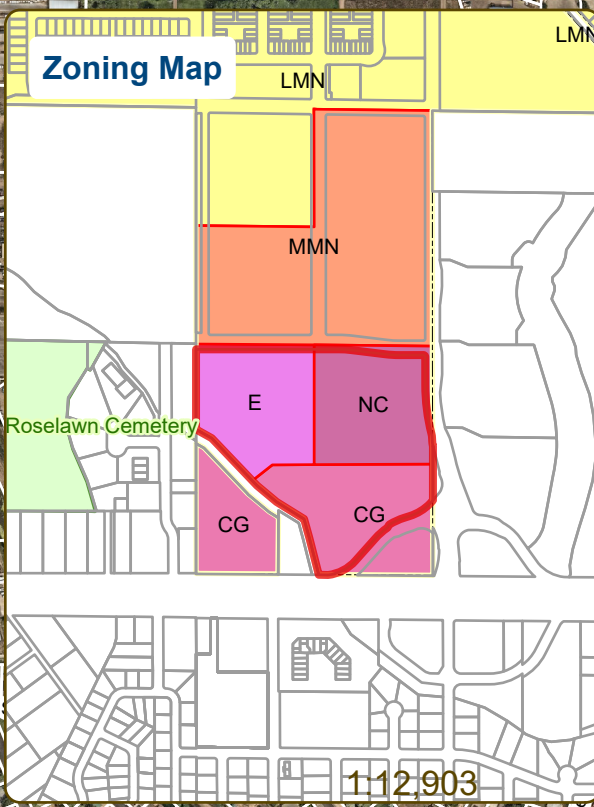 Zoning Map
LMN
LMN
MMN
E
NC
Roselawn Cemetery
CG
CG
1:12,903